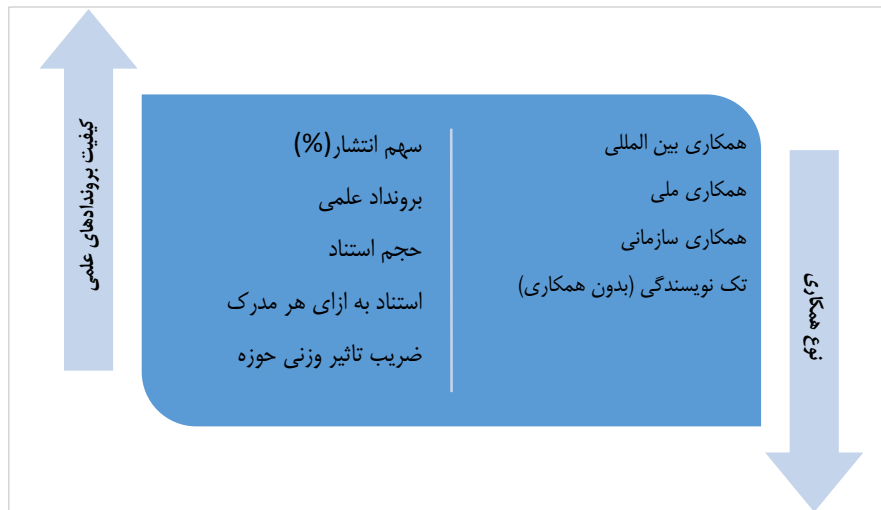 نوع همکاری
همکاری بین المللی
همکاری ملی
همکاری سازمانی
تک نویسندگی (بدون همکاری)
سهم انتشار(%)
برونداد علمی
حجم استناد
استناد به ازای هر مدرک
ضریب تاثیر وزنی حوزه
کیفیت بروندادهای علمی